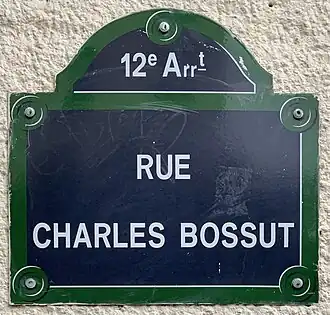 12ᵉ Arrᵗ
RUE
CHARLES BOSSUT